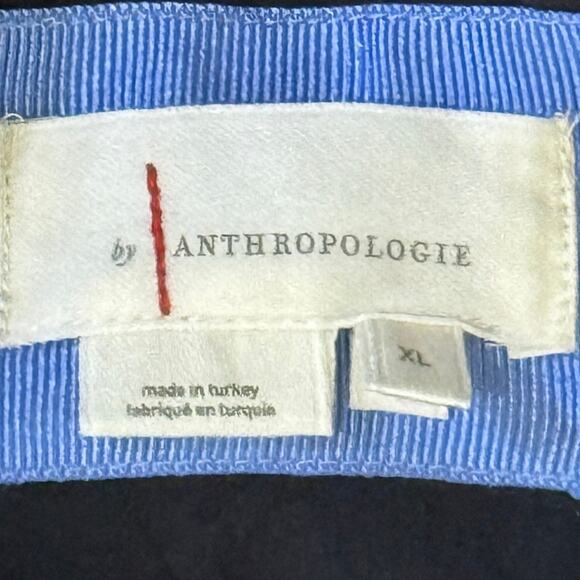 by ANTHROPOLOGIE
XL
made in turkey
fabriqué en turquie